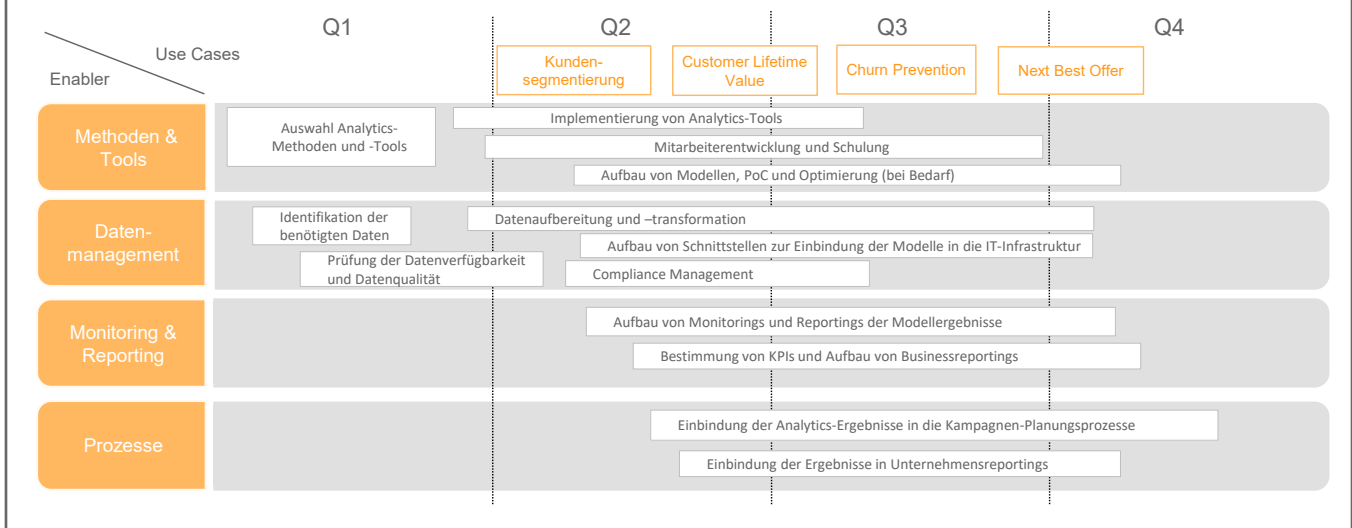 Q1
Q2
Q3
Q4
Use Cases
Enabler
Kunden-
segmentierung
Customer Lifetime
Value
Churn Prevention
Next Best Offer
Methoden &
Tools
Auswahl Analytics-
Methoden und -Tools
Implementierung von Analytics-Tools
Mitarbeiterentwicklung und Schulung
Aufbau von Modellen, PoC und Optimierung (bei Bedarf)
Daten-
management
Identifikation der
benötigten Daten
Datenaufbereitung und –transformation
Aufbau von Schnittstellen zur Einbindung der Modelle in die IT-Infrastruktur
Prüfung der Datenverfügbarkeit
und Datenqualität
Compliance Management
Monitoring &
Reporting
Aufbau von Monitorings und Reportings der Modellergebnisse
Bestimmung von KPIs und Aufbau von Businessreportings
Prozesse
Einbindung der Analytics-Ergebnisse in die Kampagnen-Planungsprozesse
Einbindung der Ergebnisse in Unternehmensreportings